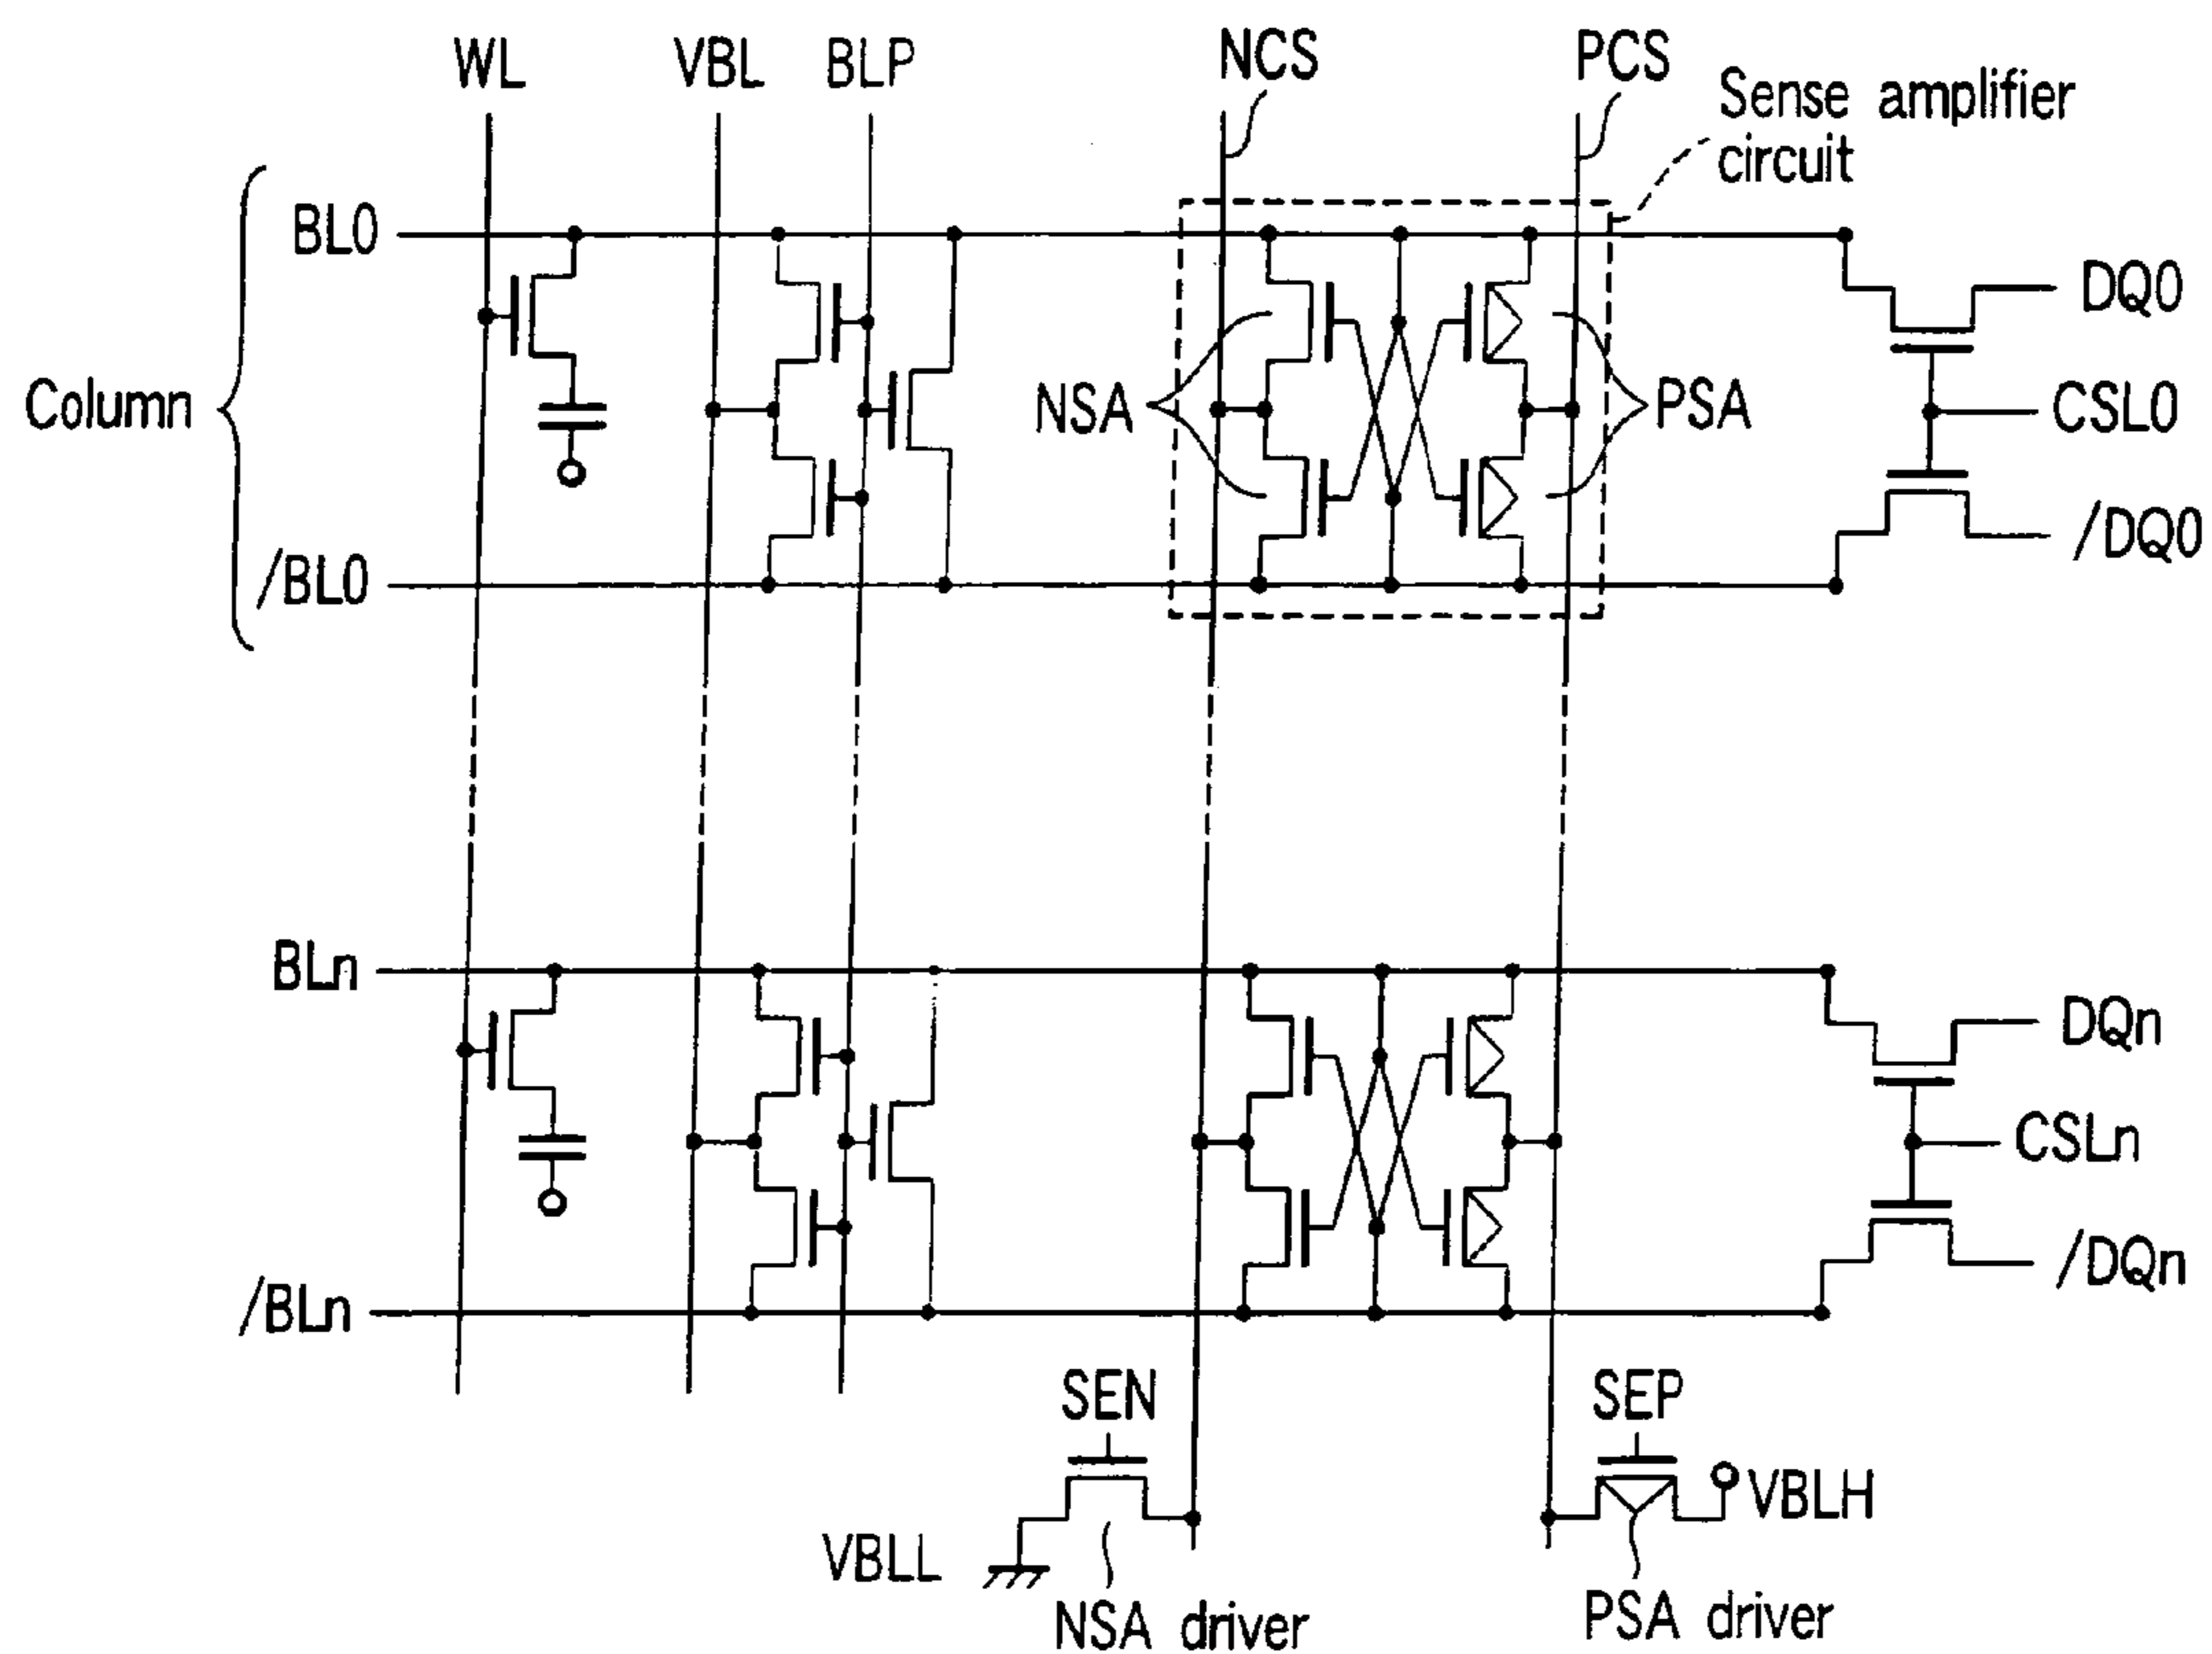 WL
VBL
BLP
NCS
PCS
Sense amplifier
circuit
BL0
DQ0
Column
NSA
PSA
CSL0
/BL0
/DQ0
BLn
DQn
CSLn
/BLn
/DQn
SEN
SEP
VBLH
VBLL
NSA driver
PSA driver